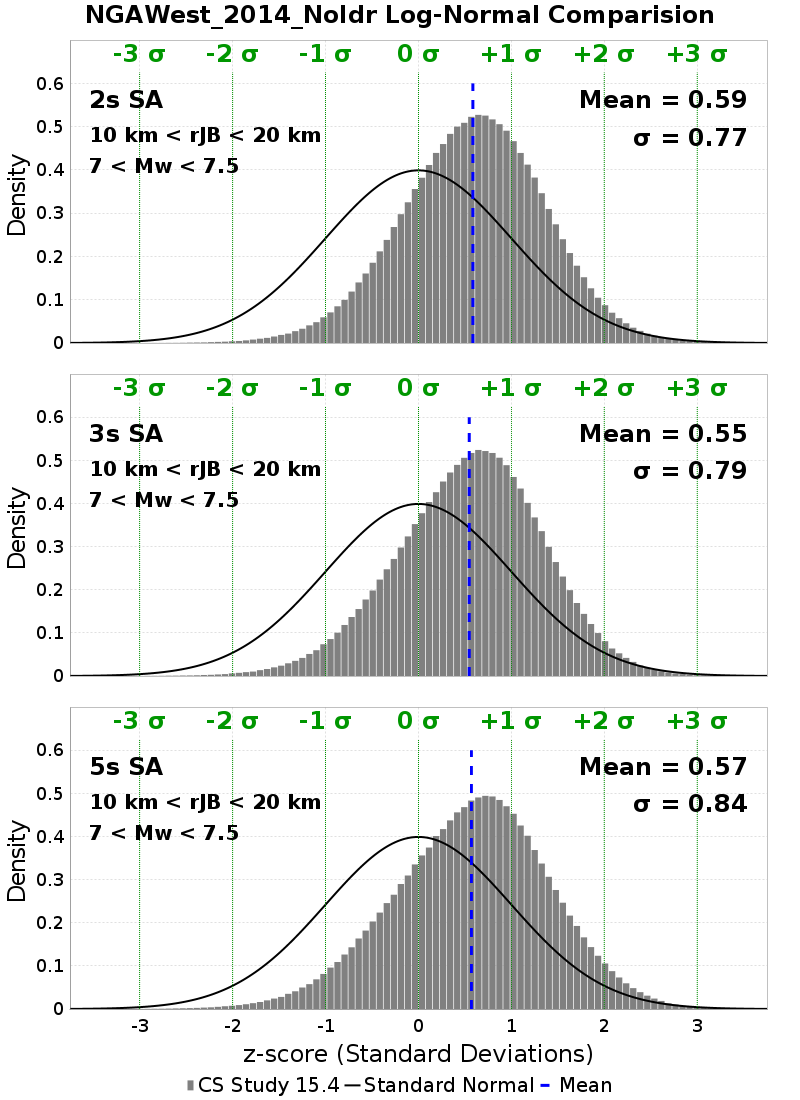 NGAWest_2014_NoIdr Log-Normal Comparision
-3 σ -2 σ -1 σ 0 σ +1 σ +2 σ +3 σ
0.6
2s SA
Mean = 0.59
0.5
10 km < rJB < 20 km
σ = 0.77
7 < Mw < 7.5
0.4
0.3
0.2
0.1
0
Density
-3 σ -2 σ -1 σ 0 σ +1 σ +2 σ +3 σ
0.6
3s SA
Mean = 0.55
0.5
10 km < rJB < 20 km
σ = 0.79
7 < Mw < 7.5
0.4
0.3
0.2
0.1
0
Density
-3 σ -2 σ -1 σ 0 σ +1 σ +2 σ +3 σ
0.6
5s SA
Mean = 0.57
0.5
10 km < rJB < 20 km
σ = 0.84
7 < Mw < 7.5
0.4
0.3
0.2
0.1
0
Density
-3 -2 -1 0 1 2 3
z-score (Standard Deviations)
CS Study 15.4 Standard Normal Mean